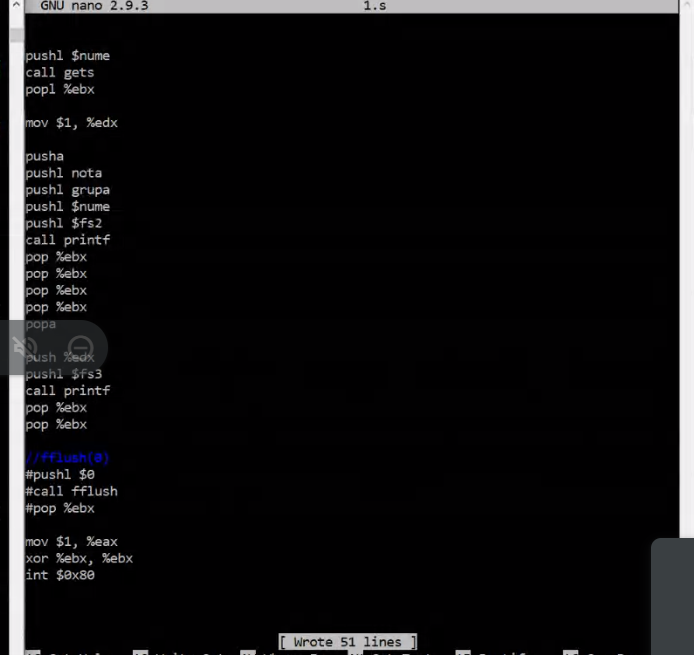 GNU nano 2.9.3 1.s
pushl $nume
call gets
popl %ebx
mov $1, %edx
pusha
pushl nota
pushl grupa
pushl $nume
pushl $fs2
call printf
pop %ebx
pop %ebx
pop %ebx
pop %ebx
popa
push %edx
pushl $fs3
call printf
pop %ebx
pop %ebx
//fflush(0)
#pushl $0
#call fflush
#pop %ebx
mov $1, %eax
xor %ebx, %ebx
int $0x80
[ Wrote 51 lines ]